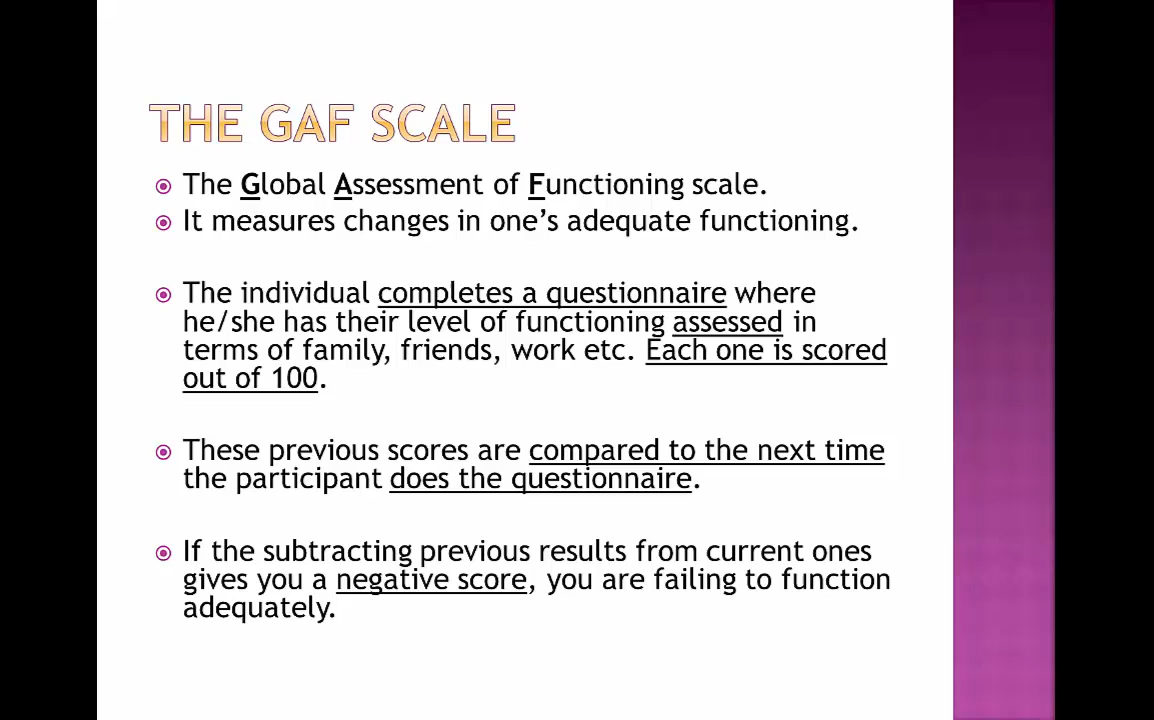 THE GAF SCALE
The Global Assessment of Functioning scale.
It measures changes in one’s adequate functioning.
The individual completes a questionnaire where
he/she has their level of functioning assessed in
terms of family, friends, work etc. Each one is scored
out of 100.
These previous scores are compared to the next time
the participant does the questionnaire.
If the subtracting previous results from current ones
gives you a negative score, you are failing to function
adequately.